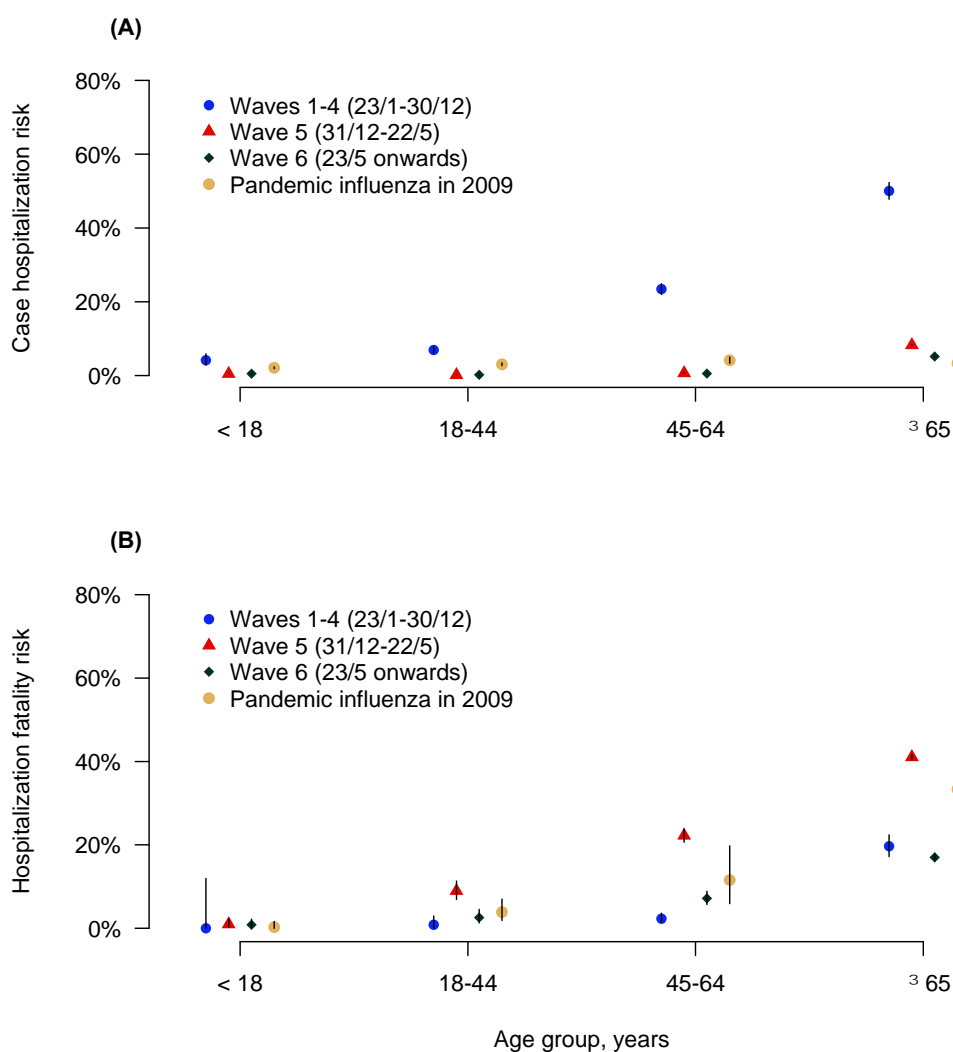 (A)
Case hospitalization risk
80%
60%
40%
20%
0%
Waves 1-4 (23/1-30/12)
Wave 5 (31/12-22/5)
Wave 6 (23/5 onwards)
Pandemic influenza in 2009
< 18
18-44
45-64
³ 65
(B)
Hospitalization fatality risk
80%
60%
40%
20%
0%
Waves 1-4 (23/1-30/12)
Wave 5 (31/12-22/5)
Wave 6 (23/5 onwards)
Pandemic influenza in 2009
< 18
18-44
45-64
³ 65
Age group, years